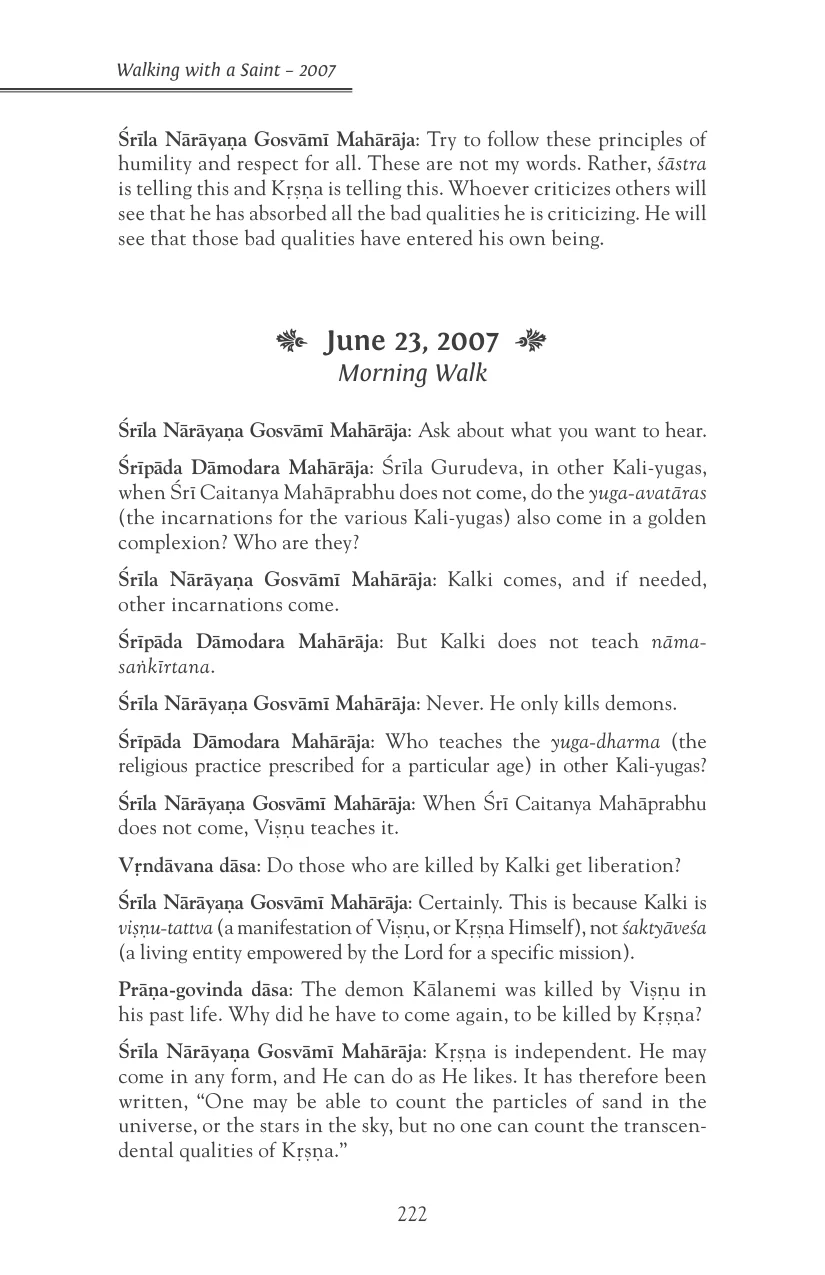 Walking with a Saint – 2007
Śrīla Nārāyaṇa Gosvāmī Mahārāja: Try to follow these principles of
humility and respect for all. These are not my words. Rather, śāstra
is telling this and Kṛṣṇa is telling this. Whoever criticizes others will
see that he has absorbed all the bad qualities he is criticizing. He will
see that those bad qualities have entered his own being.
June 23, 2007
Morning Walk
Śrīla Nārāyaṇa Gosvāmī Mahārāja: Ask about what you want to hear.
Śrīpāda Dāmodara Mahārāja: Śrīla Gurudeva, in other Kali-yugas,
when Śrī Caitanya Mahāprabhu does not come, do the yuga-avatāras
(the incarnations for the various Kali-yugas) also come in a golden
complexion? Who are they?
Śrīla Nārāyaṇa Gosvāmī Mahārāja: Kalki comes, and if needed,
other incarnations come.
Śrīpāda Dāmodara Mahārāja: But Kalki does not teach nāma-
saṅkīrtana.
Śrīla Nārāyaṇa Gosvāmī Mahārāja: Never. He only kills demons.
Śrīpāda Dāmodara Mahārāja: Who teaches the yuga-dharma (the
religious practice prescribed for a particular age) in other Kali-yugas?
Śrīla Nārāyaṇa Gosvāmī Mahārāja: When Śrī Caitanya Mahāprabhu
does not come, Viṣṇu teaches it.
Vṛndāvana dāsa: Do those who are killed by Kalki get liberation?
Śrīla Nārāyaṇa Gosvāmī Mahārāja: Certainly. This is because Kalki is
viṣṇu-tattva (a manifestation of Viṣṇu, or Kṛṣṇa Himself), not śaktyāveśa
(a living entity empowered by the Lord for a specific mission).
Prāṇa-govinda dāsa: The demon Kālanemi was killed by Viṣṇu in
his past life. Why did he have to come again, to be killed by Kṛṣṇa?
Śrīla Nārāyaṇa Gosvāmī Mahārāja: Kṛṣṇa is independent. He may
come in any form, and He can do as He likes. It has therefore been
written, “One may be able to count the particles of sand in the
universe, or the stars in the sky, but no one can count the transcen-
dental qualities of Kṛṣṇa.”
222